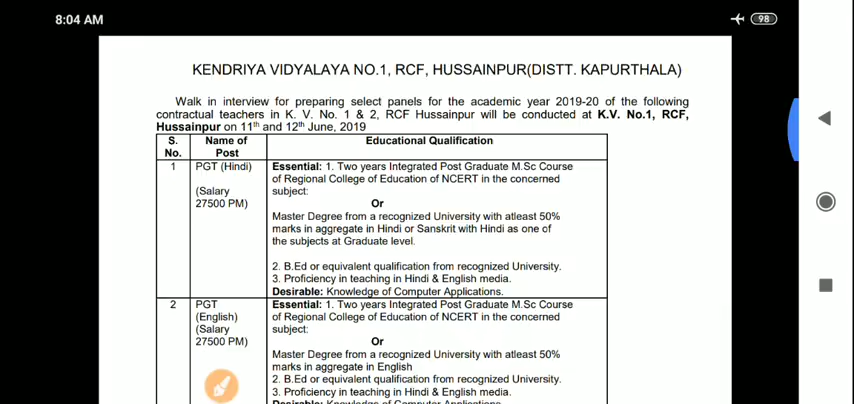 8:04 AM
98
KENDRIYA VIDYALAYA NO.1, RCF, HUSSAINPUR(DISTT. KAPURTHALA)
Walk in interview for preparing select panels for the academic year 2019-20 of the following
contractual teachers in K. V. No. 1 & 2, RCF Hussainpur will be conducted at K.V. No.1, RCF,
Hussainpur on 11th and 12th June, 2019
S. No.
Name of Post
Educational Qualification
1
PGT (Hindi)
(Salary
27500 PM)
Essential: 1. Two years Integrated Post Graduate M.Sc Course
of Regional College of Education of NCERT in the concerned
subject:
Or
Master Degree from a recognized University with atleast 50%
marks in aggregate in Hindi or Sanskrit with Hindi as one of
the subjects at Graduate level.
2. B.Ed or equivalent qualification from recognized University.
3. Proficiency in teaching in Hindi & English media.
Desirable: Knowledge of Computer Applications.
2
PGT
(English)
(Salary
27500 PM)
Essential: 1. Two years Integrated Post Graduate M.Sc Course
of Regional College of Education of NCERT in the concerned
subject:
Or
Master Degree from a recognized University with atleast 50%
marks in aggregate in English
2. B.Ed or equivalent qualification from recognized University.
3. Proficiency in teaching in Hindi & English media.
Desirable: Knowledge of Computer Applications.